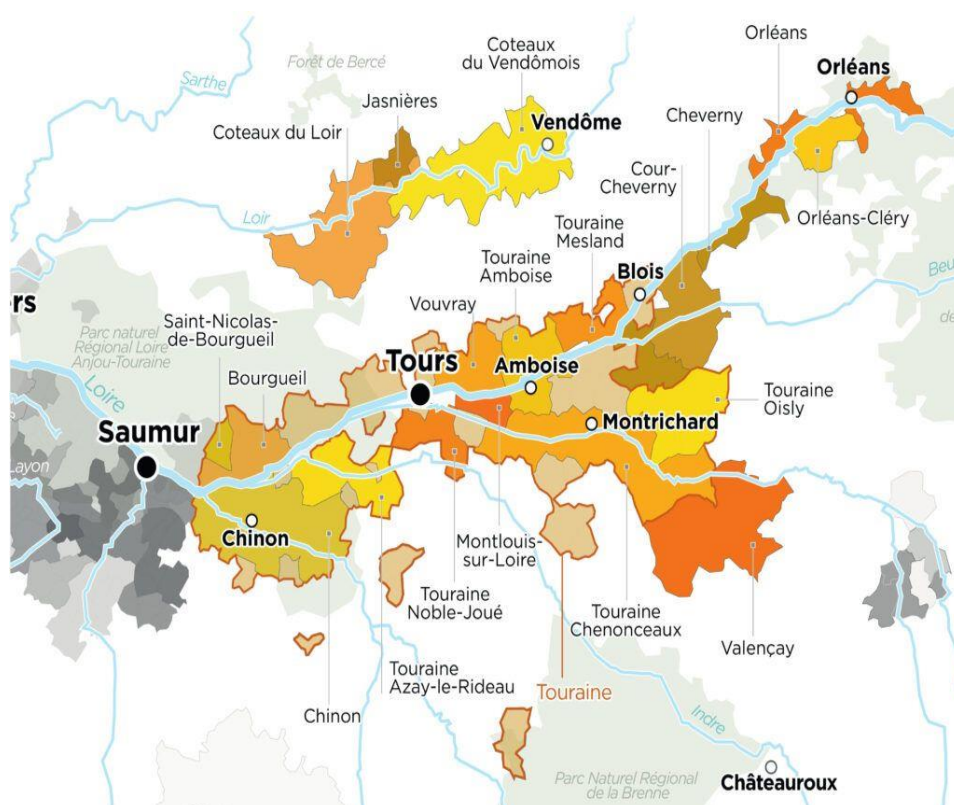 Orléans
Orléans
Coteaux
du Vendômois
Forêt de Bercé
Sarthe
Jasnières
Cheverny
Vendôme
Coteaux du Loir
Cour-
Cheverny
Loir
Orléans-Cléry
Touraine
Mesland
Touraine
Amboise
Blois
Beu
de
ers
Vouvray
Saint-Nicolas-
de-Bourgueil
Parc naturel
Régional Loire
Anjou-Touraine
Tours
Bourgueil
Amboise
Loire
Touraine
Oisly
Montrichard
Saumur
Layon
Chinon
Montlouis-
sur-Loire
Touraine
Noble-Joué
Touraine
Chenonceaux
Valençay
Touraine
Azay-le-Rideau
Touraine
Chinon
Indre
Châteauroux
Parc Naturel Régional
de la Brenne